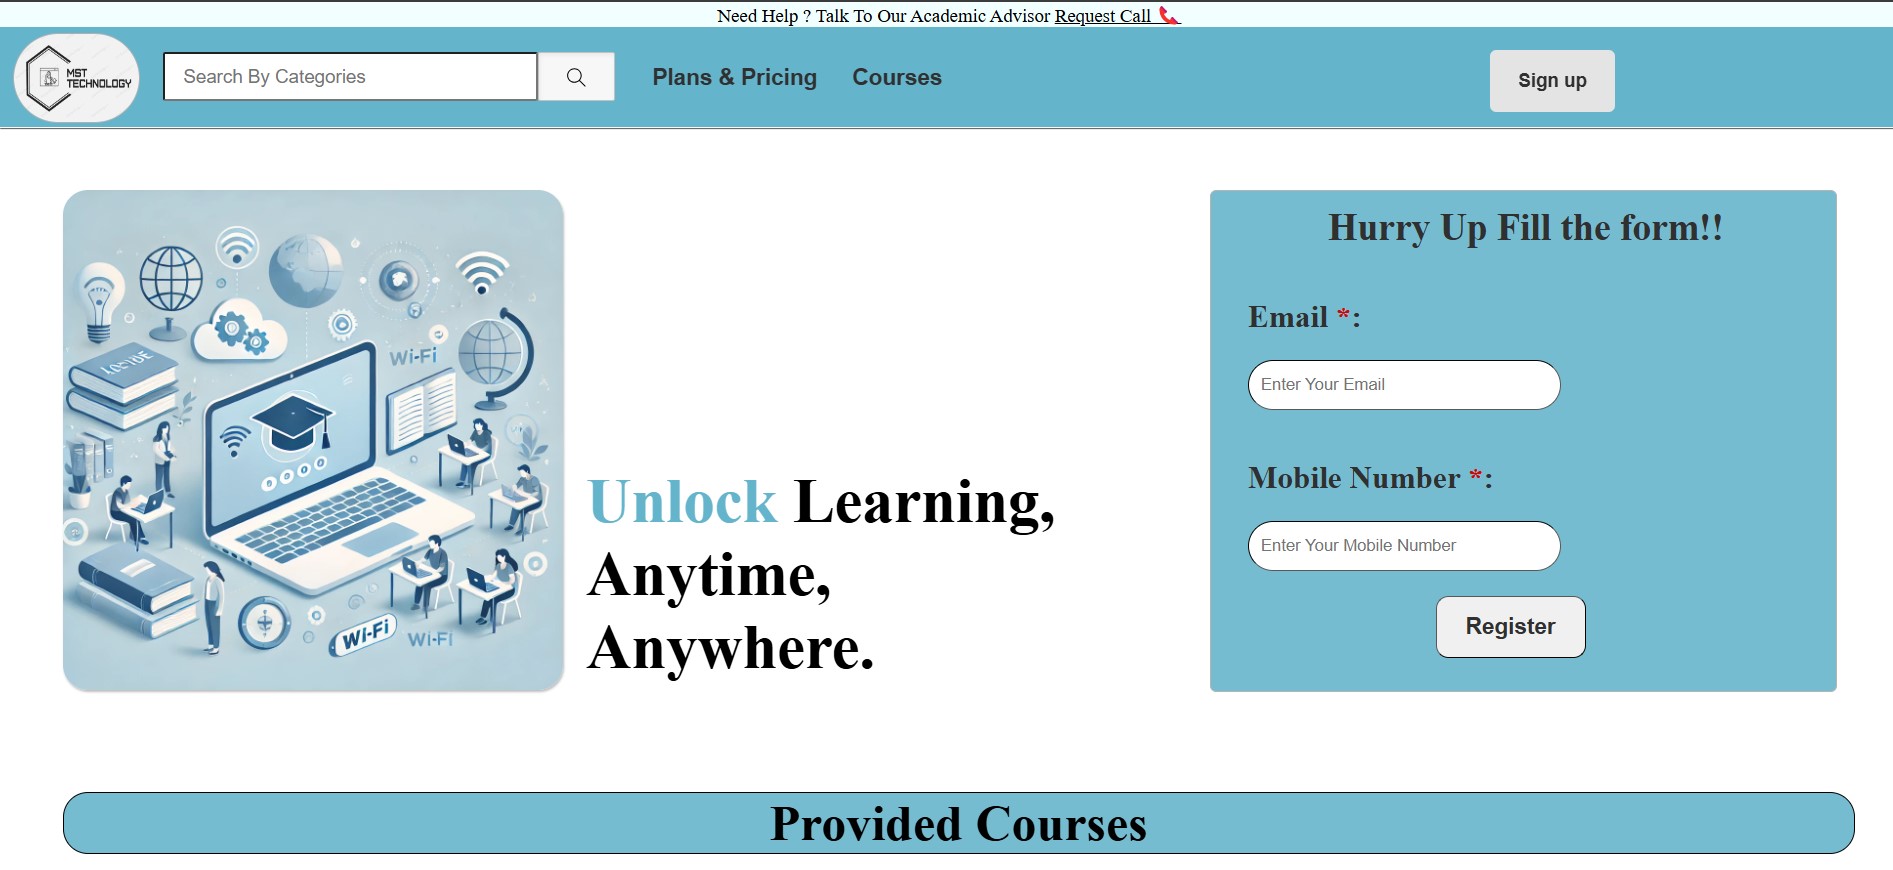 Need Help ? Talk To Our Academic Advisor Request Call
MST
TECHNOLOGY
Search By Categories
Plans & Pricing
Courses
Sign up
Wi-Fi
WI-FI
WI-FI
Unlock Learning,
Anytime,
Anywhere.
Hurry Up Fill the form!!
Email *:
Enter Your Email
Mobile Number *:
Enter Your Mobile Number
Register
Provided Courses